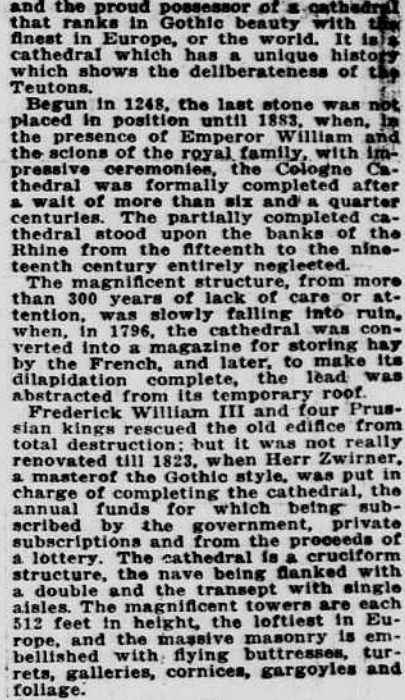 and the proud possessor of a cathedral
that ranks in Gothic beauty with the
finest in Europe, or the world. It is a
cathedral which has a unique history
which shows the deliberateness of the
Teutons.
Begun in 1248, the last stone was not
placed in position until 1883, when, in
the presence of Emperor William and
the scions of the royal family, with im-
pressive ceremonies, the Cologne Ca-
thedral was formally completed after
a wait of more than six and a quarter
centuries. The partially completed ca-
thedral stood upon the banks of the
Rhine from the fifteenth to the nine-
teenth century entirely neglected.
The magnificent structure, from more
than 300 years of lack of care or at-
tention, was slowly falling into ruin,
when, in 1796, the cathedral was con-
verted into a magazine for storing hay
by the French, and later, to make its
dilapidation complete, the lead was
abstracted from its temporary roof.
Frederick William III and four Prus-
sian kings rescued the old edifice from
total destruction; but it was not really
renovated till 1823, when Herr Zwirner,
a masterof the Gothic style, was put in
charge of completing the cathedral, the
annual funds for which being sub-
scribed by the government, private
subscriptions and from the proceeds of
a lottery. The cathedral is a cruciform
structure, the nave being flanked with
a double and the transept with single
aisles. The magnificent towers are each
512 feet in height, the loftiest in Eu-
rope, and the massive masonry is em-
bellished with flying buttresses, tur-
rets, galleries, cornices, gargoyles and
foliage.